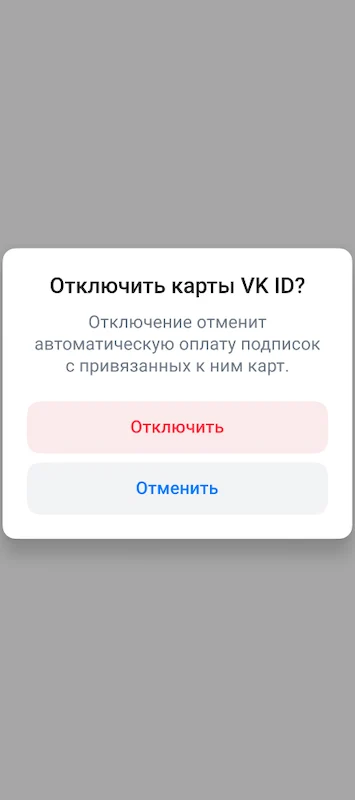 Отключить карты VK ID?
Отключение отменит
автоматическую оплату подписок
с привязанных к ним карт.
Отключить
Отменить